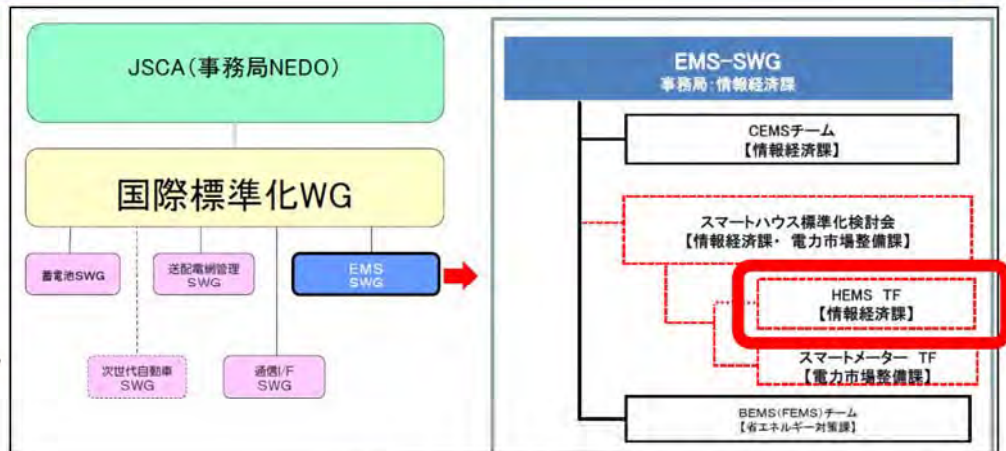 JSCA(事務局NEDO)
国際標準化WG
蓄電池SWG
送配電網管理
SWG
EMS
SWG
次世代自動車
SWG
通信I/F
SWG
EMS-SWG
事務局:情報経済課
CEMSチーム
【情報経済課】
スマートハウス標準化検討会
【情報経済課・電力市場整備課】
HEMS TF
【情報経済課】
スマートメーター TF
【電力市場整備課】
BEMS(FEMS)チーム
【省エネルギー対策課】